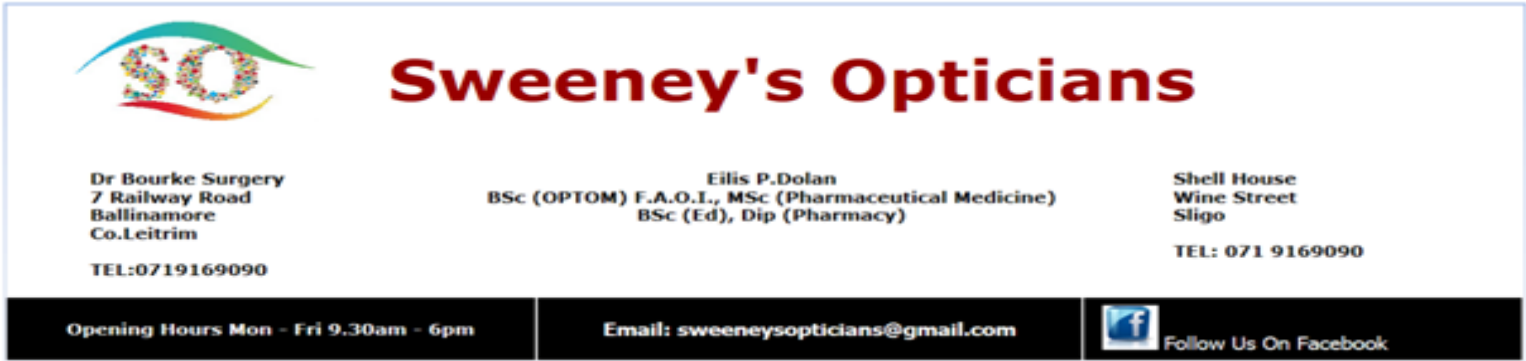 SO
Sweeney's Opticians
Dr Bourke Surgery
7 Railway Road
Ballinamore
Co.Leitrim
TEL:0719169090
Eilis P.Dolan
BSc (OPTOM) F.A.O.I., MSc (Pharmaceutical Medicine)
BSc (Ed), Dip (Pharmacy)
Shell House
Wine Street
Sligo
TEL: 071 9169090
Opening Hours Mon - Fri 9.30am - 6pm
Email: sweeneysopticians@gmail.com
f
Follow Us On Facebook